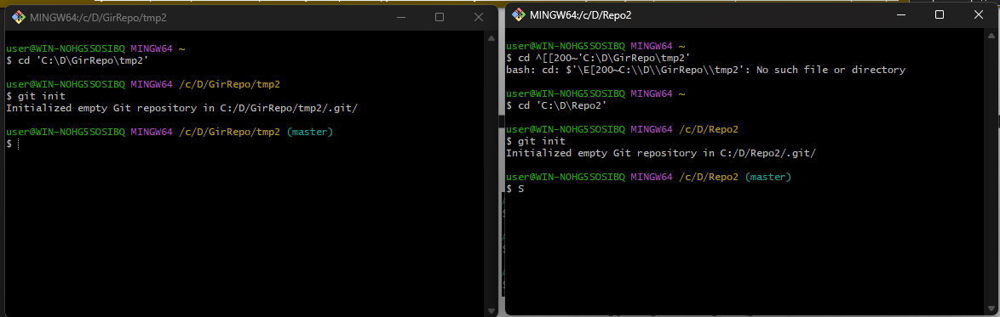 MINGW64:/c/D/GirRepo/tmp2
user@WIN-NOHG5SOSIBQ MINGW64 ~
$ cd 'C:\D\GirRepo\tmp2'
user@WIN-NOHG5SOSIBQ MINGW64 /c/D/GirRepo/tmp2
$ git init
Initialized empty Git repository in C:/D/GirRepo/tmp2/.git/
user@WIN-NOHG5SOSIBQ MINGW64 /c/D/GirRepo/tmp2 (master)
$
MINGW64:/c/D/Repo2
user@WIN-NOHG5SOSIBQ MINGW64 ~
$ cd ^[[200~'C:\D\GirRepo\tmp2'
bash: cd: $'\E[200~C:\\D\\GirRepo\\tmp2': No such file or directory
user@WIN-NOHG5SOSIBQ MINGW64 ~
$ cd 'C:\D\Repo2'
user@WIN-NOHG5SOSIBQ MINGW64 /c/D/Repo2
$ git init
Initialized empty Git repository in C:/D/Repo2/.git/
user@WIN-NOHG5SOSIBQ MINGW64 /c/D/Repo2 (master)
$ S